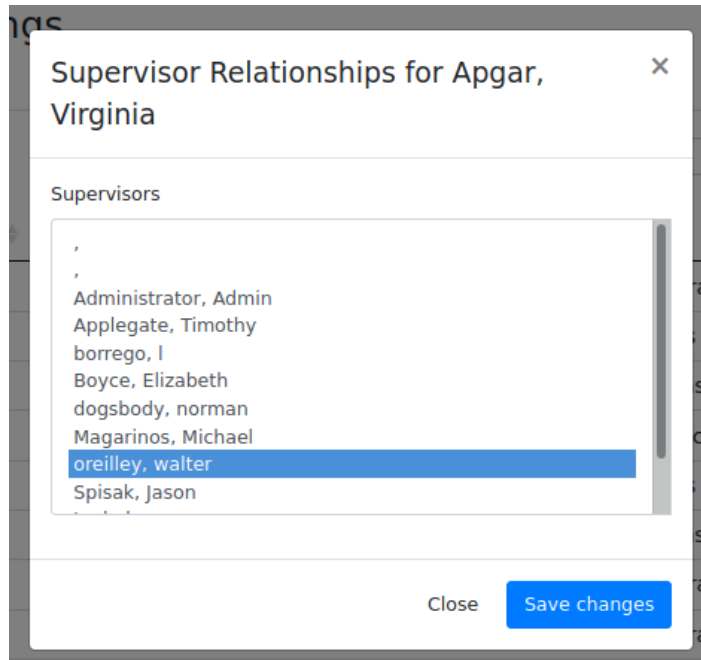 ngs
Supervisor Relationships for Apgar,
Virginia
×
Supervisors
,
,
Administrator, Admin
Applegate, Timothy
borrego, l
Boyce, Elizabeth
dogsbody, norman
Magarinos, Michael
oreilley, walter
Spisak, Jason
Close
Save changes